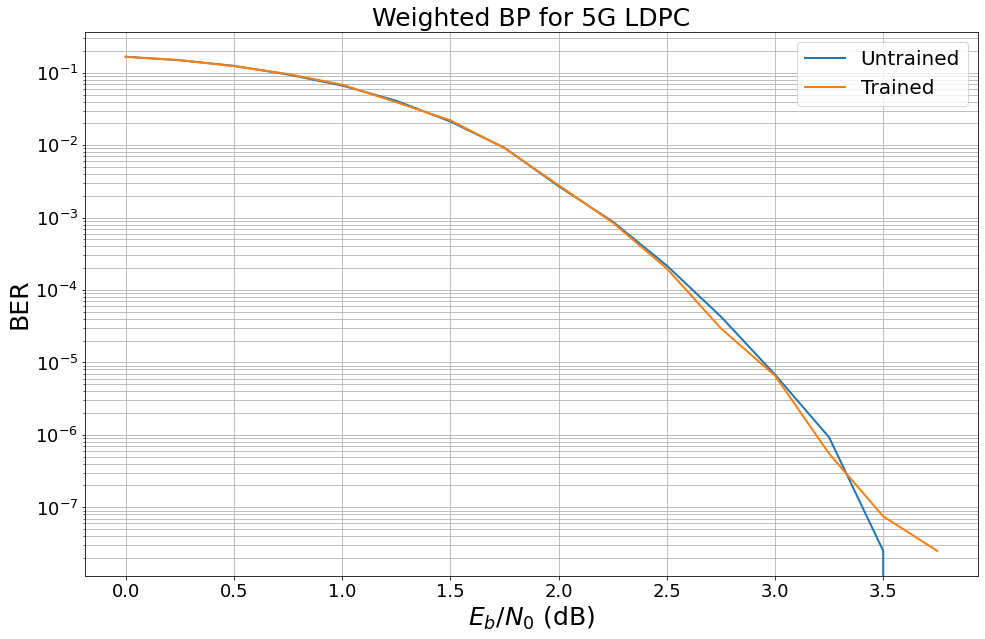 Weighted BP for 5G LDPC
Untrained
Trained
BER
10⁻¹
10⁻²
10⁻³
10⁻⁴
10⁻⁵
10⁻⁶
10⁻⁷
0.0 0.5 1.0 1.5 2.0 2.5 3.0 3.5
E_b/N_0 (dB)